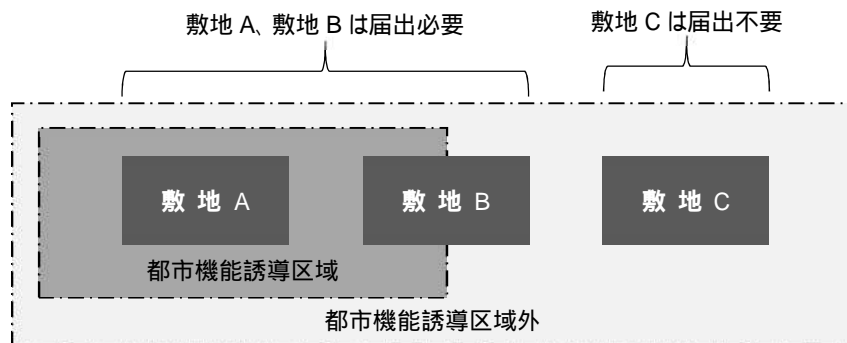 敷地 A、敷地 B は届出必要
敷地 C は届出不要
敷 地 A
敷 地 B
敷 地 C
都市機能誘導区域
都市機能誘導区域外